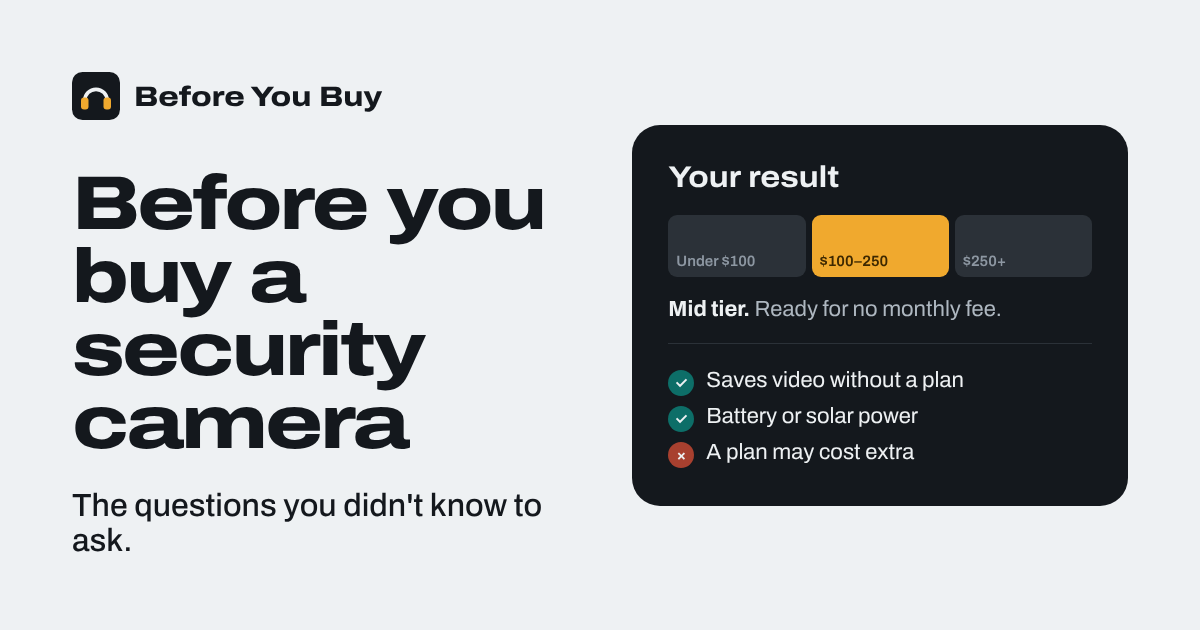 Before You Buy
Before you
buy a
security
camera
The questions you didn't know to
ask.
Your result
Under $100
$100–250
$250+
Mid tier. Ready for no monthly fee.
Saves video without a plan
Battery or solar power
A plan may cost extra